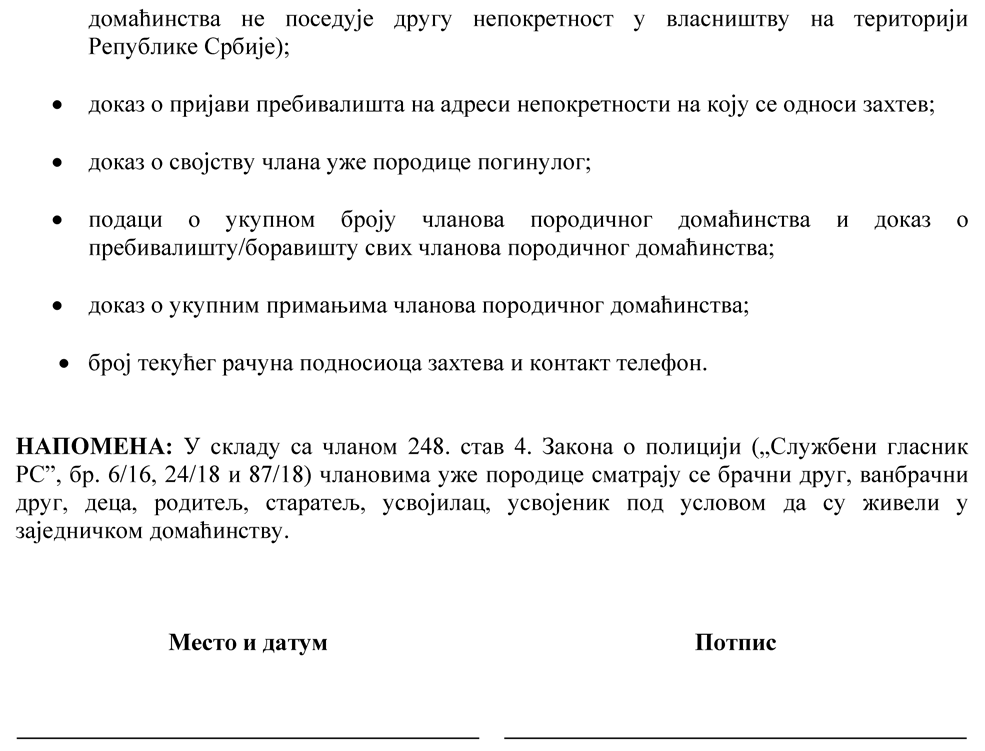 домаћинства не поседује другу непокретност у власништву на територији
Републике Србије);
• доказ о пријави пребивалишта на адреси непокретности на коју се односи захтев;
• доказ о својству члана уже породице погинулог;
• подаци о укупном броју чланова породичног домаћинства и доказ о
пребивалишту/боравишту свих чланова породичног домаћинства;
• доказ о укупним примањима чланова породичног домаћинства;
• број текућег рачуна подносиоца захтева и контакт телефон.
НАПОМЕНА: У складу са чланом 248. став 4. Закона о полицији („Службени гласник
РС”, бр. 6/16, 24/18 и 87/18) члановима уже породице сматрају се брачни друг, ванбрачни
друг, деца, родитељ, старатељ, усвојилац, усвојеник под условом да су живели у
заједничком домаћинству.
Место и датум Потпис